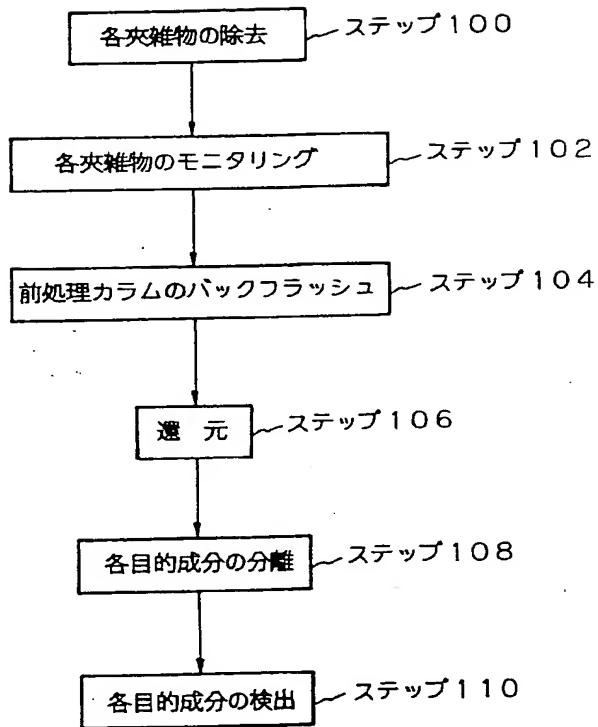 各夾雑物の除去 ステップ100
各夾雑物のモニタリング ステップ102
前処理カラムのバックフラッシュ ステップ104
還 元 ステップ106
各目的成分の分離 ステップ108
各目的成分の検出 ステップ110